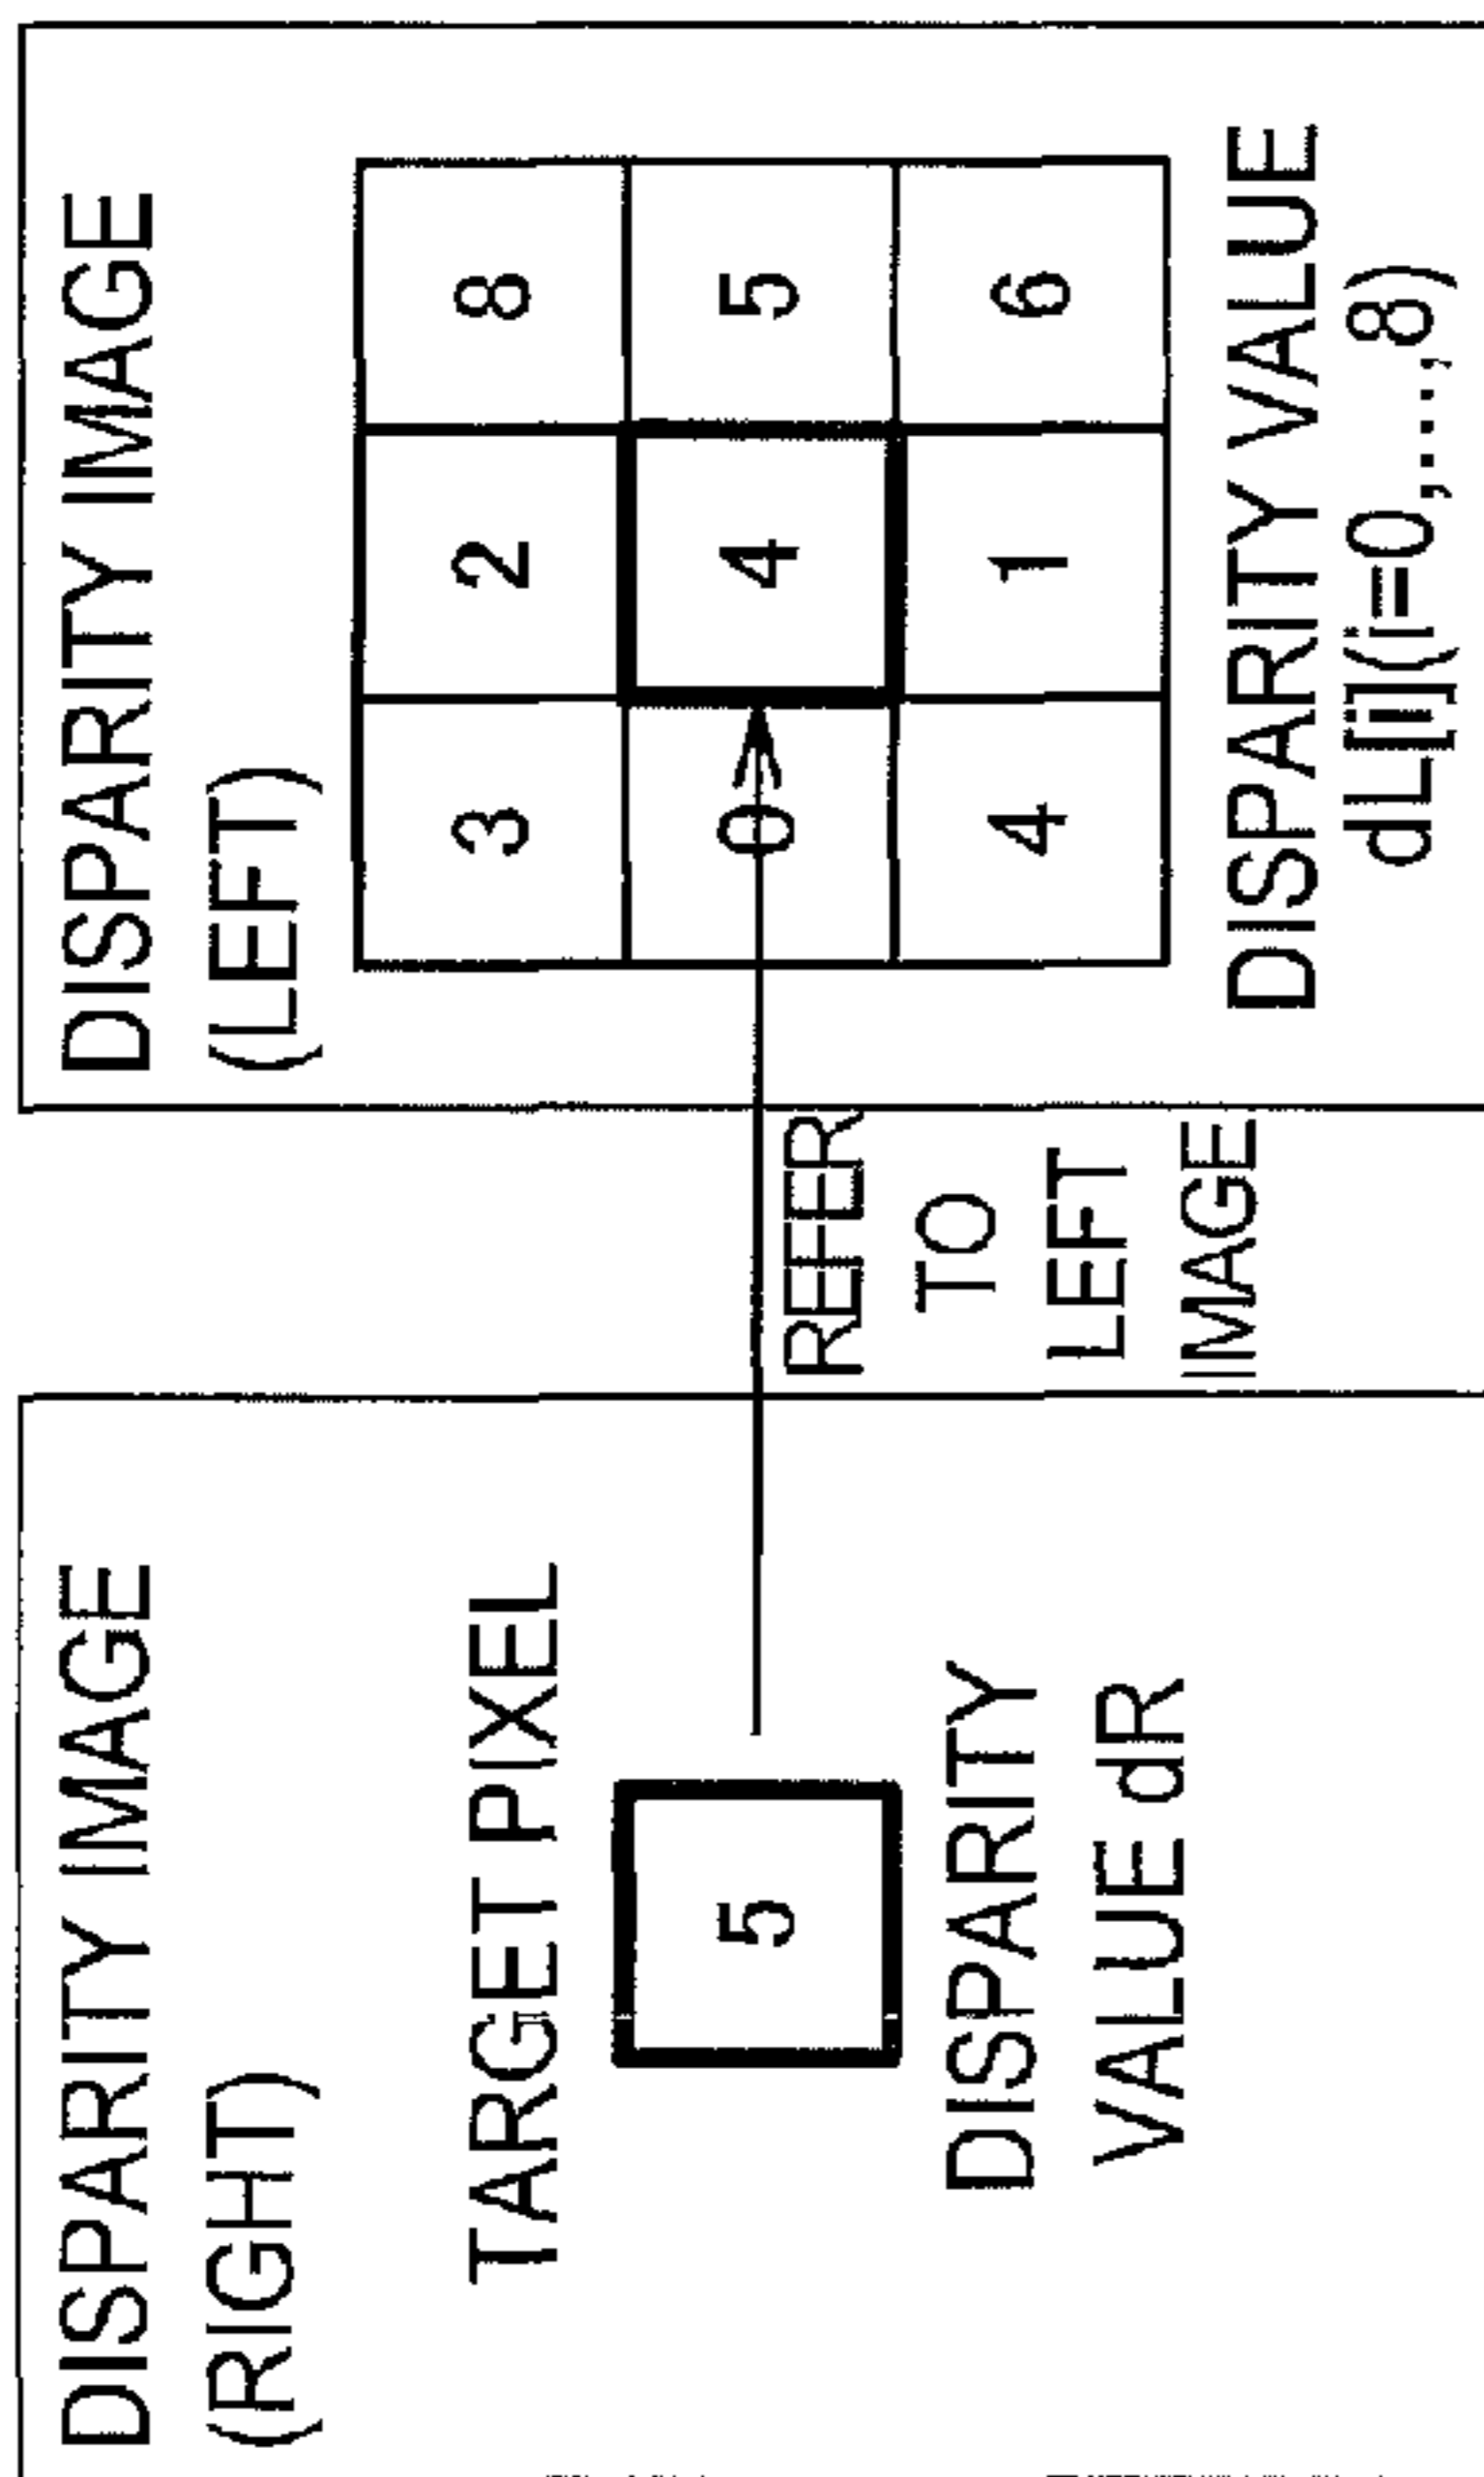 DISPARITY IMAGE
(RIGHT)
TARGET PIXEL
5
DISPARITY
VALUE dR
REFER
TO
LEFT
IMAGE
DISPARITY IMAGE
(LEFT)
3 2 8
0 4 5
4 1 6
DISPARITY VALUE
dL[i](i=0,...,8)